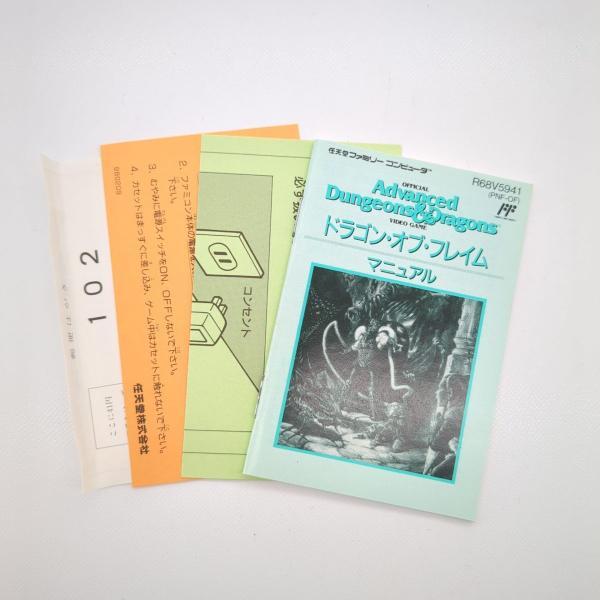 任天堂ファミリーコンピュータ
R68V5941
(PNF-OF)
OFFICIAL
Advanced
Dungeons&Dragons
VIDEO GAME
ドラゴン・オブ・フレイム
マニュアル
コンセント
2. ファミコン本体の電源を
下さい。
3. むやみに電源スイッチをON、OFFしないで下さい。
4. カセットはまっすぐに差し込み、ゲーム中はカセットに触れないで下さい。
任天堂株式会社
880209
102